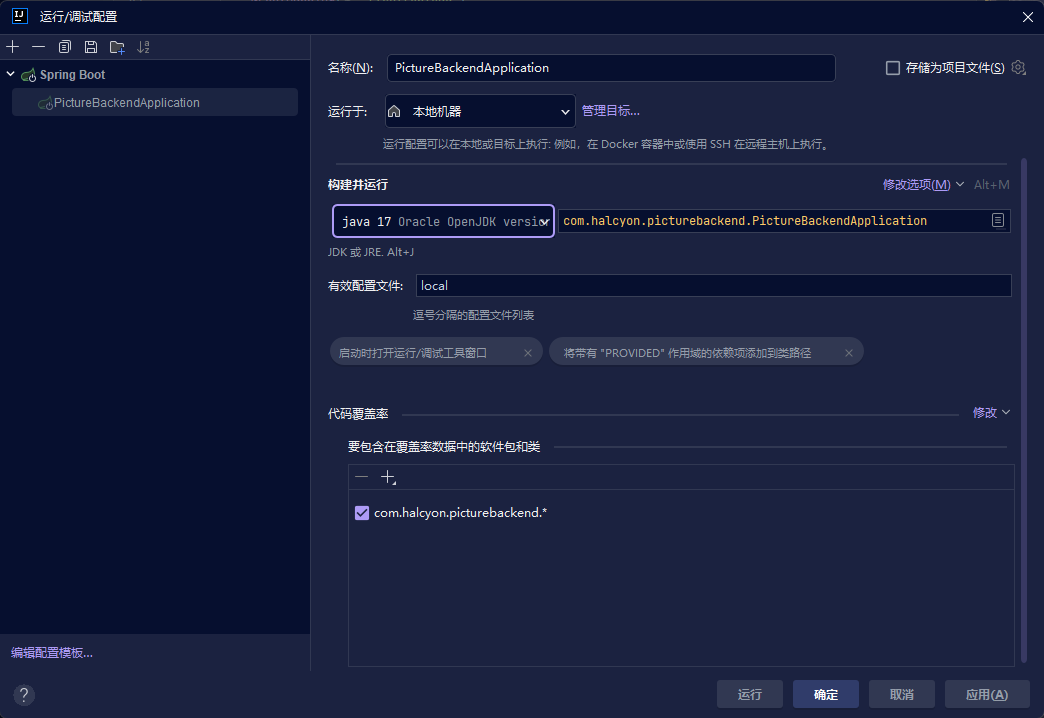 运行/调试配置
Spring Boot
PictureBackendApplication
编辑配置模板...
名称(N):
PictureBackendApplication
存储为项目文件(S)
运行于:
本地机器
管理目标...
运行配置可以在本地或目标上执行: 例如，在 Docker 容器中或使用 SSH 在远程主机上执行。
构建并运行
修改选项(M)
Alt+M
java 17 Oracle OpenJDK version
com.halcyon.picturebackend.PictureBackendApplication
JDK 或 JRE. Alt+J
有效配置文件:
local
逗号分隔的配置文件列表
启动时打开运行/调试工具窗口
将带有 "PROVIDED" 作用域的依赖项添加到类路径
代码覆盖率
修改
要包含在覆盖率数据中的软件包和类
com.halcyon.picturebackend.*
?
运行
确定
取消
应用(A)